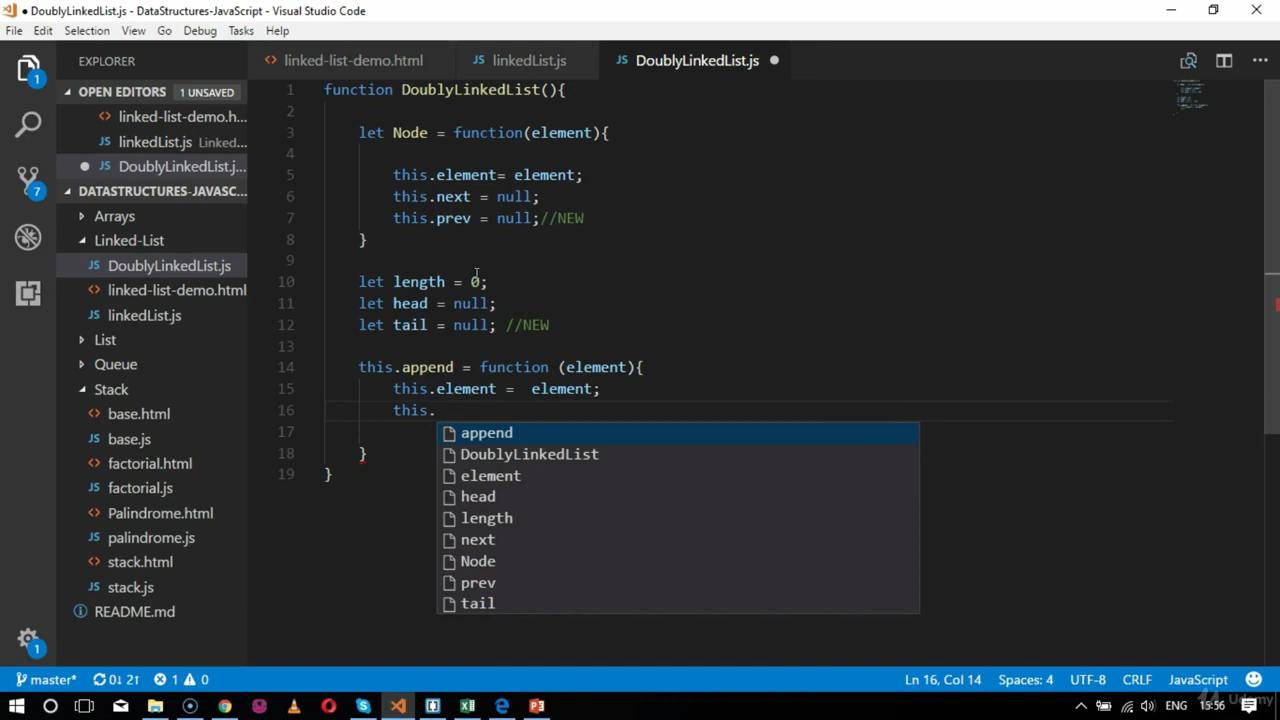 DoublyLinkedList.js - DataStructures-JavaScript - Visual Studio Code
File Edit Selection View Go Debug Tasks Help
EXPLORER
linked-list-demo.html
linkedList.js
DoublyLinkedList.js
OPEN EDITORS 1 UNSAVED
linked-list-demo.h...
linkedList.js Linked...
DoublyLinkedList.j...
DATASTRUCTURES-JAVASC...
Arrays
Linked-List
DoublyLinkedList.js
linked-list-demo.html
linkedList.js
List
Queue
Stack
base.html
base.js
factorial.html
factorial.js
Palindrome.html
palindrome.js
stack.html
stack.js
README.md
1
7
1
1 function DoublyLinkedList(){
2
3 let Node = function(element){
4
5 this.element= element;
6 this.next = null;
7 this.prev = null;//NEW
8 }
9
10 let length = 0;
11 let head = null;
12 let tail = null; //NEW
13
14 this.append = function (element){
15 this.element =  element;
16 this.
17
18 }
19 }
append
DoublyLinkedList
element
head
length
next
Node
prev
tail
master* 0↓ 2↑ 1 0 Ln 16, Col 14 Spaces: 4 UTF-8 CRLF JavaScript
15:56
Udemy